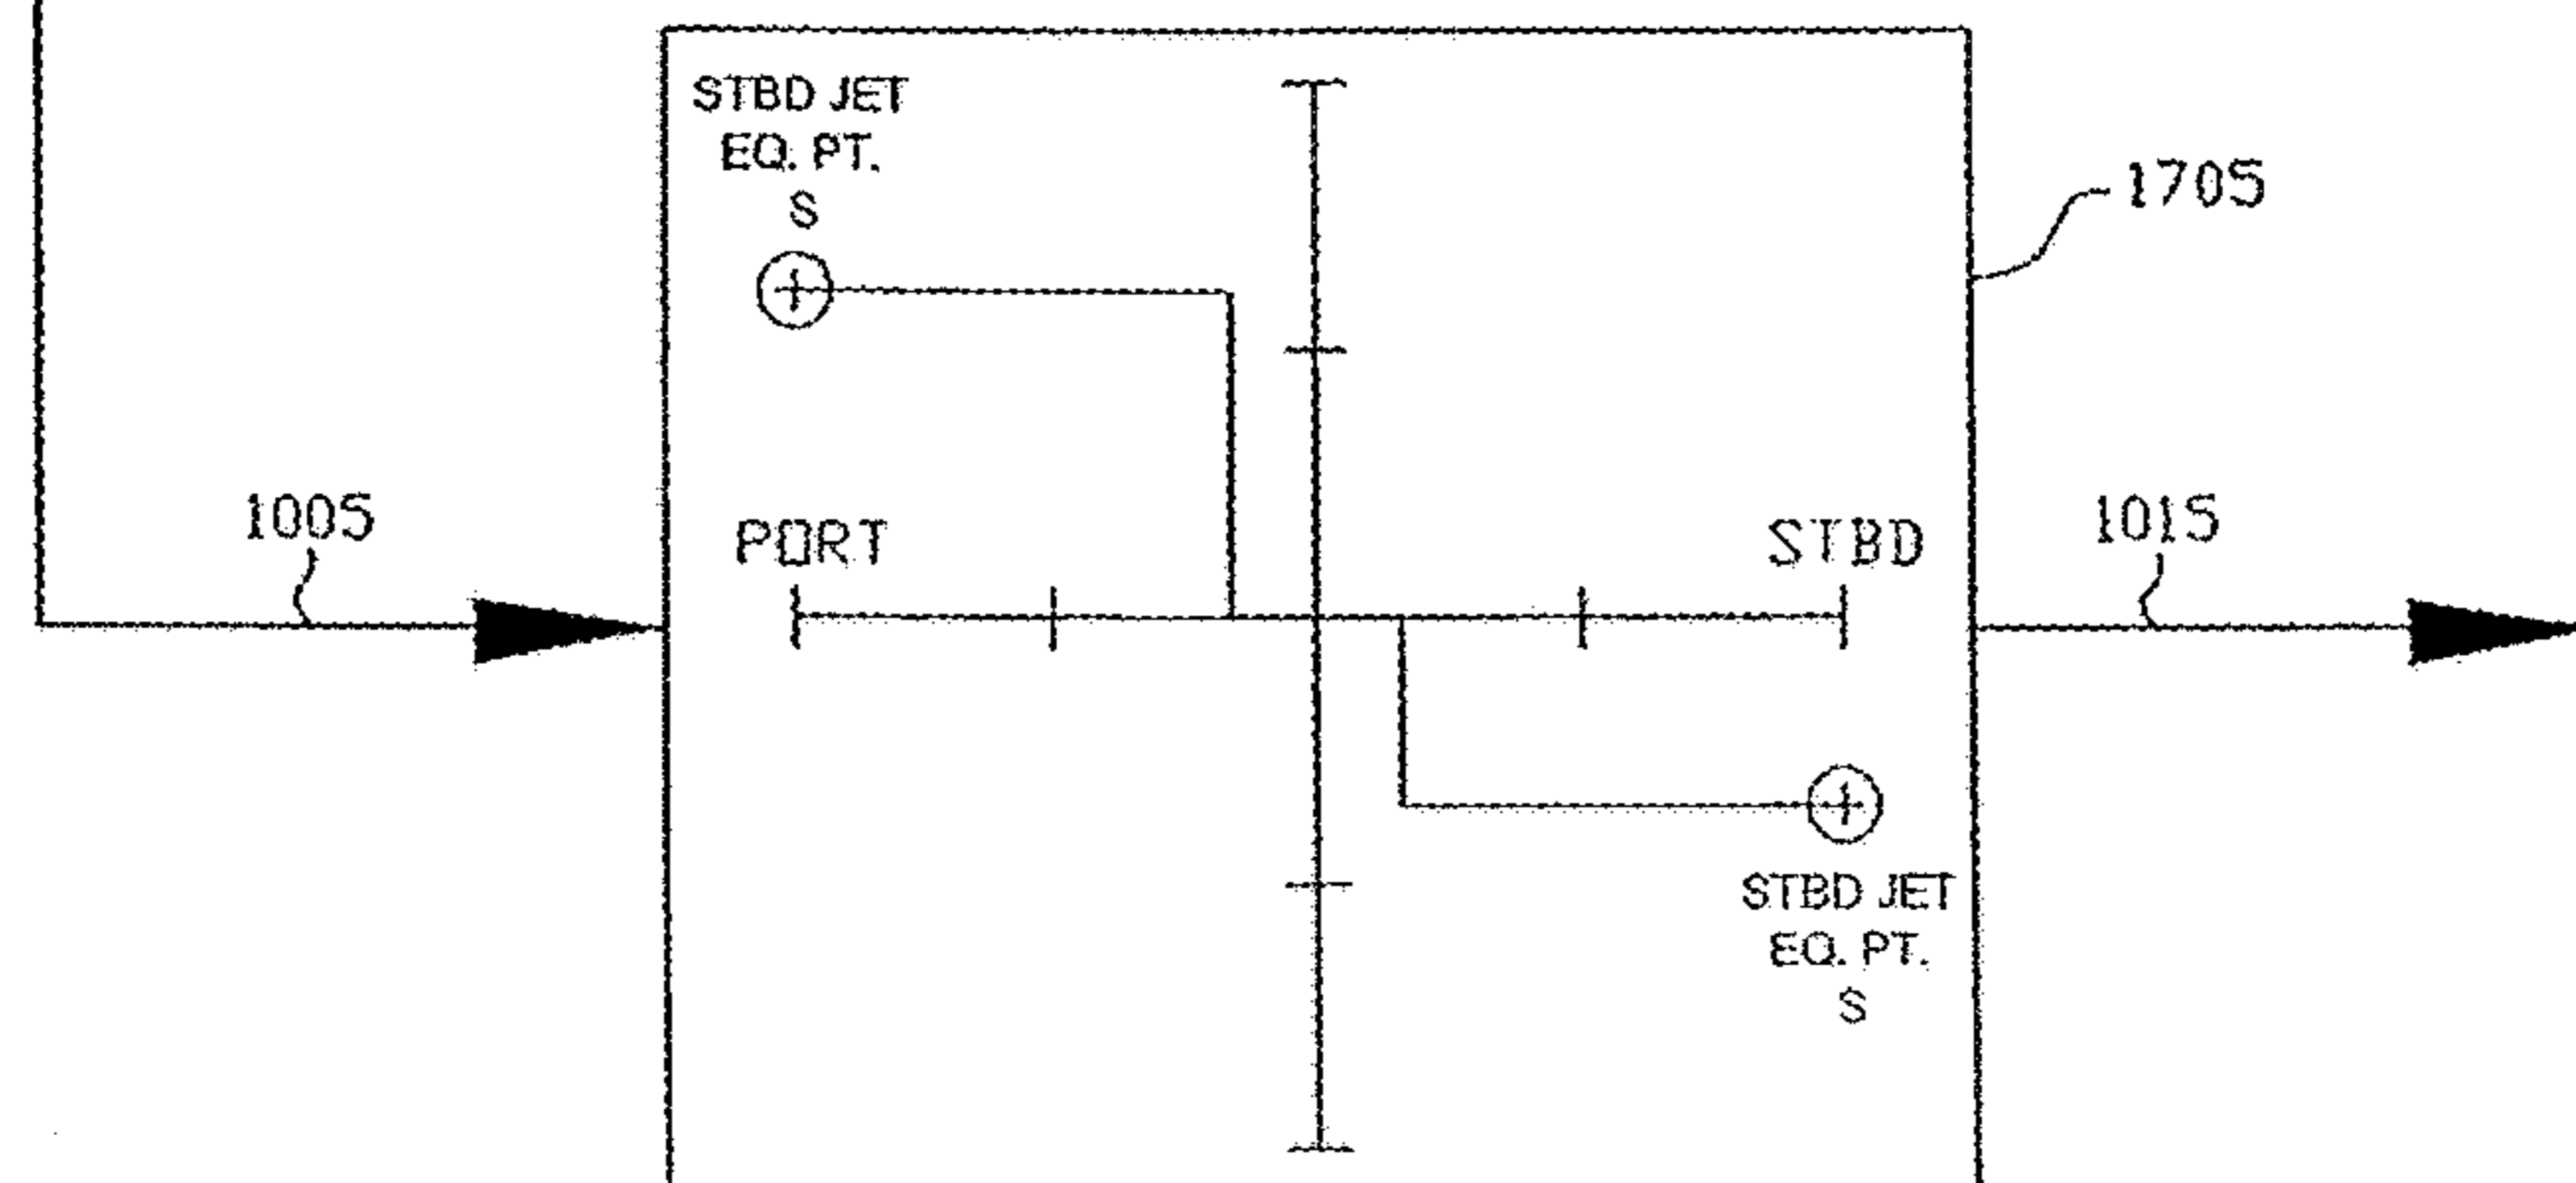 STBD JET
EQ. PT.
S
1705
1005
PORT
STBD
1015
STBD JET
EQ. PT.
S